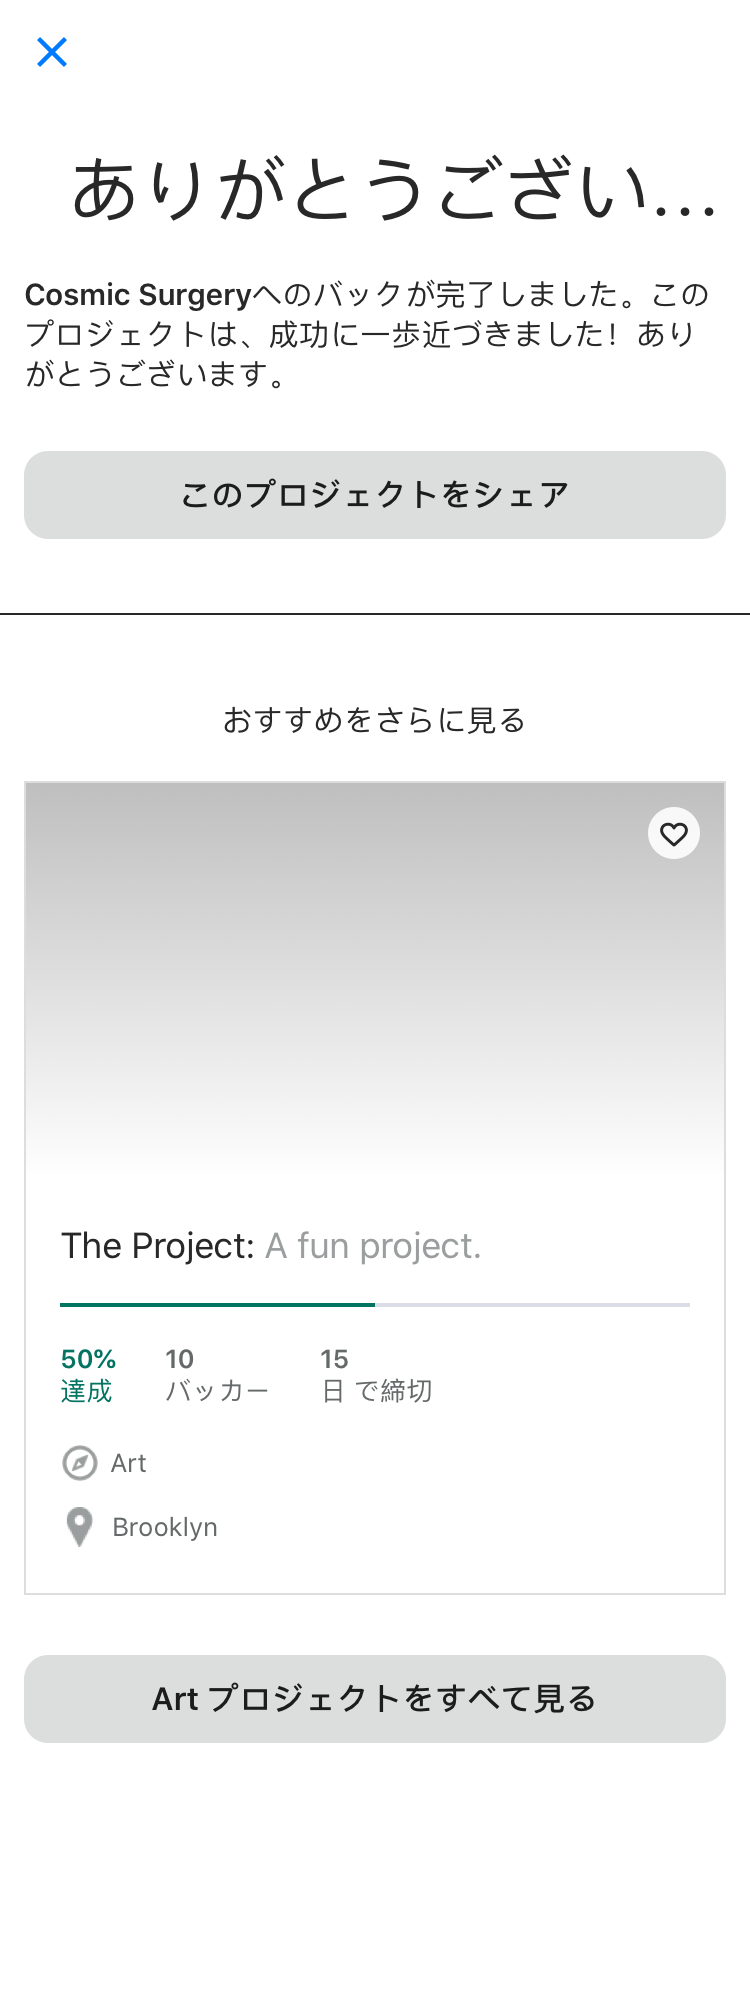 ありがとうござい...
Cosmic Surgeryへのバックが完了しました。この
プロジェクトは、成功に一歩近づきました！あり
がとうございます。
このプロジェクトをシェア
おすすめをさらに見る
The Project: A fun project.
50% 10 15
達成 バッカー 日 で締切
Art
Brooklyn
Art プロジェクトをすべて見る